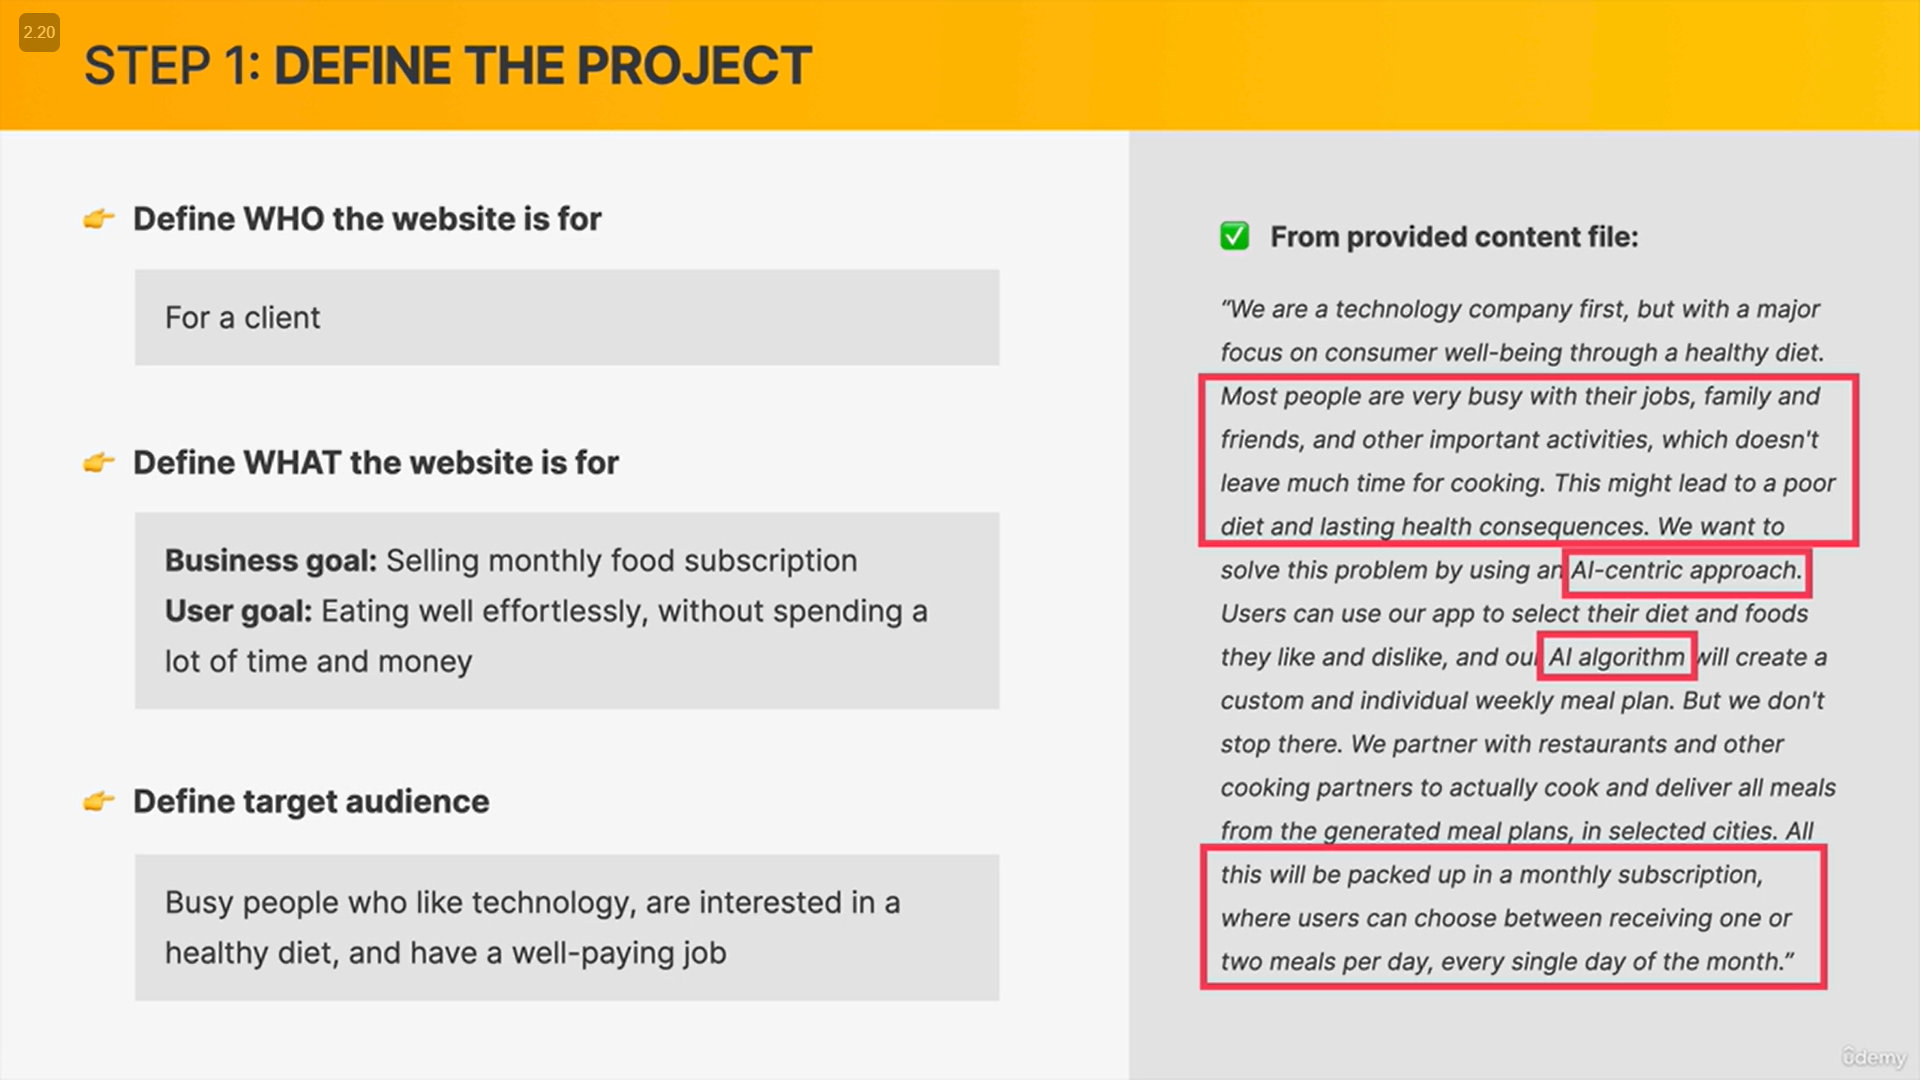 2.20
STEP 1: DEFINE THE PROJECT
Define WHO the website is for
For a client
Define WHAT the website is for
Business goal: Selling monthly food subscription
User goal: Eating well effortlessly, without spending a
lot of time and money
Define target audience
Busy people who like technology, are interested in a
healthy diet, and have a well-paying job
From provided content file:
“We are a technology company first, but with a major
focus on consumer well-being through a healthy diet.
Most people are very busy with their jobs, family and
friends, and other important activities, which doesn't
leave much time for cooking. This might lead to a poor
diet and lasting health consequences. We want to
solve this problem by using an AI-centric approach.
Users can use our app to select their diet and foods
they like and dislike, and our AI algorithm will create a
custom and individual weekly meal plan. But we don't
stop there. We partner with restaurants and other
cooking partners to actually cook and deliver all meals
from the generated meal plans, in selected cities. All
this will be packed up in a monthly subscription,
where users can choose between receiving one or
two meals per day, every single day of the month.”
ûdemy